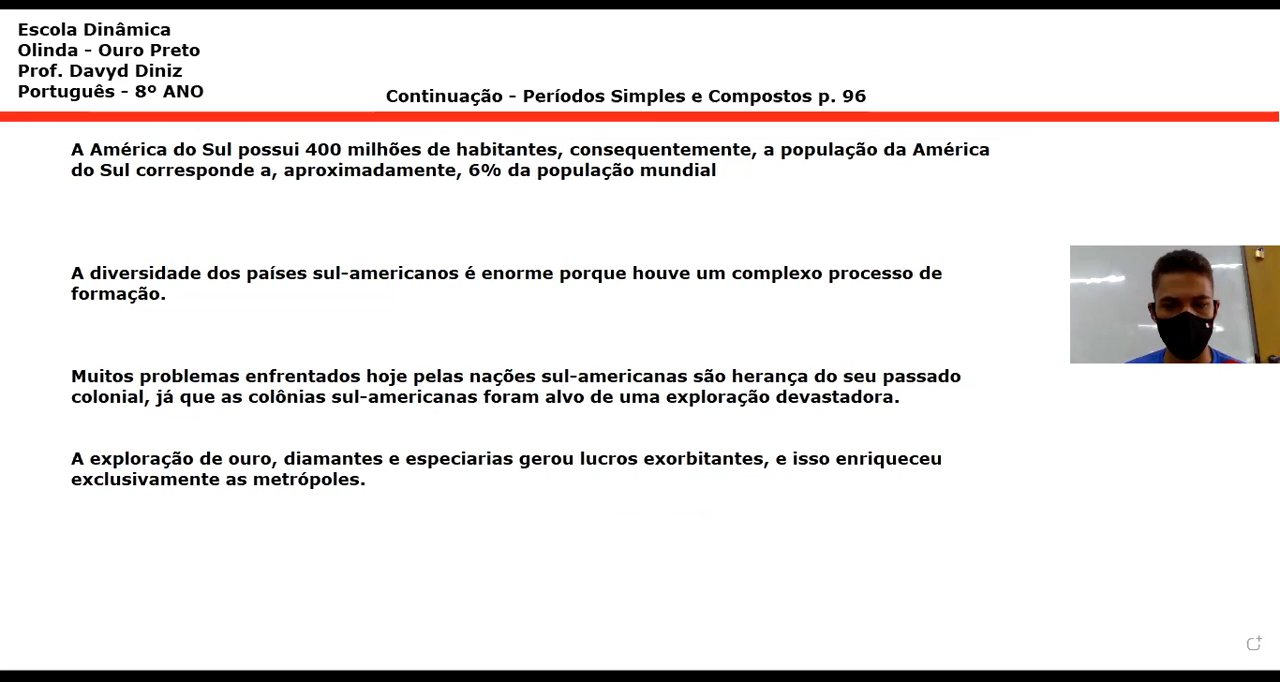 Escola Dinâmica
Olinda - Ouro Preto
Prof. Davyd Diniz
Português - 8º ANO
Continuação - Períodos Simples e Compostos p. 96
A América do Sul possui 400 milhões de habitantes, consequentemente, a população da América
do Sul corresponde a, aproximadamente, 6% da população mundial
A diversidade dos países sul-americanos é enorme porque houve um complexo processo de
formação.
Muitos problemas enfrentados hoje pelas nações sul-americanas são herança do seu passado
colonial, já que as colônias sul-americanas foram alvo de uma exploração devastadora.
A exploração de ouro, diamantes e especiarias gerou lucros exorbitantes, e isso enriqueceu
exclusivamente as metrópoles.